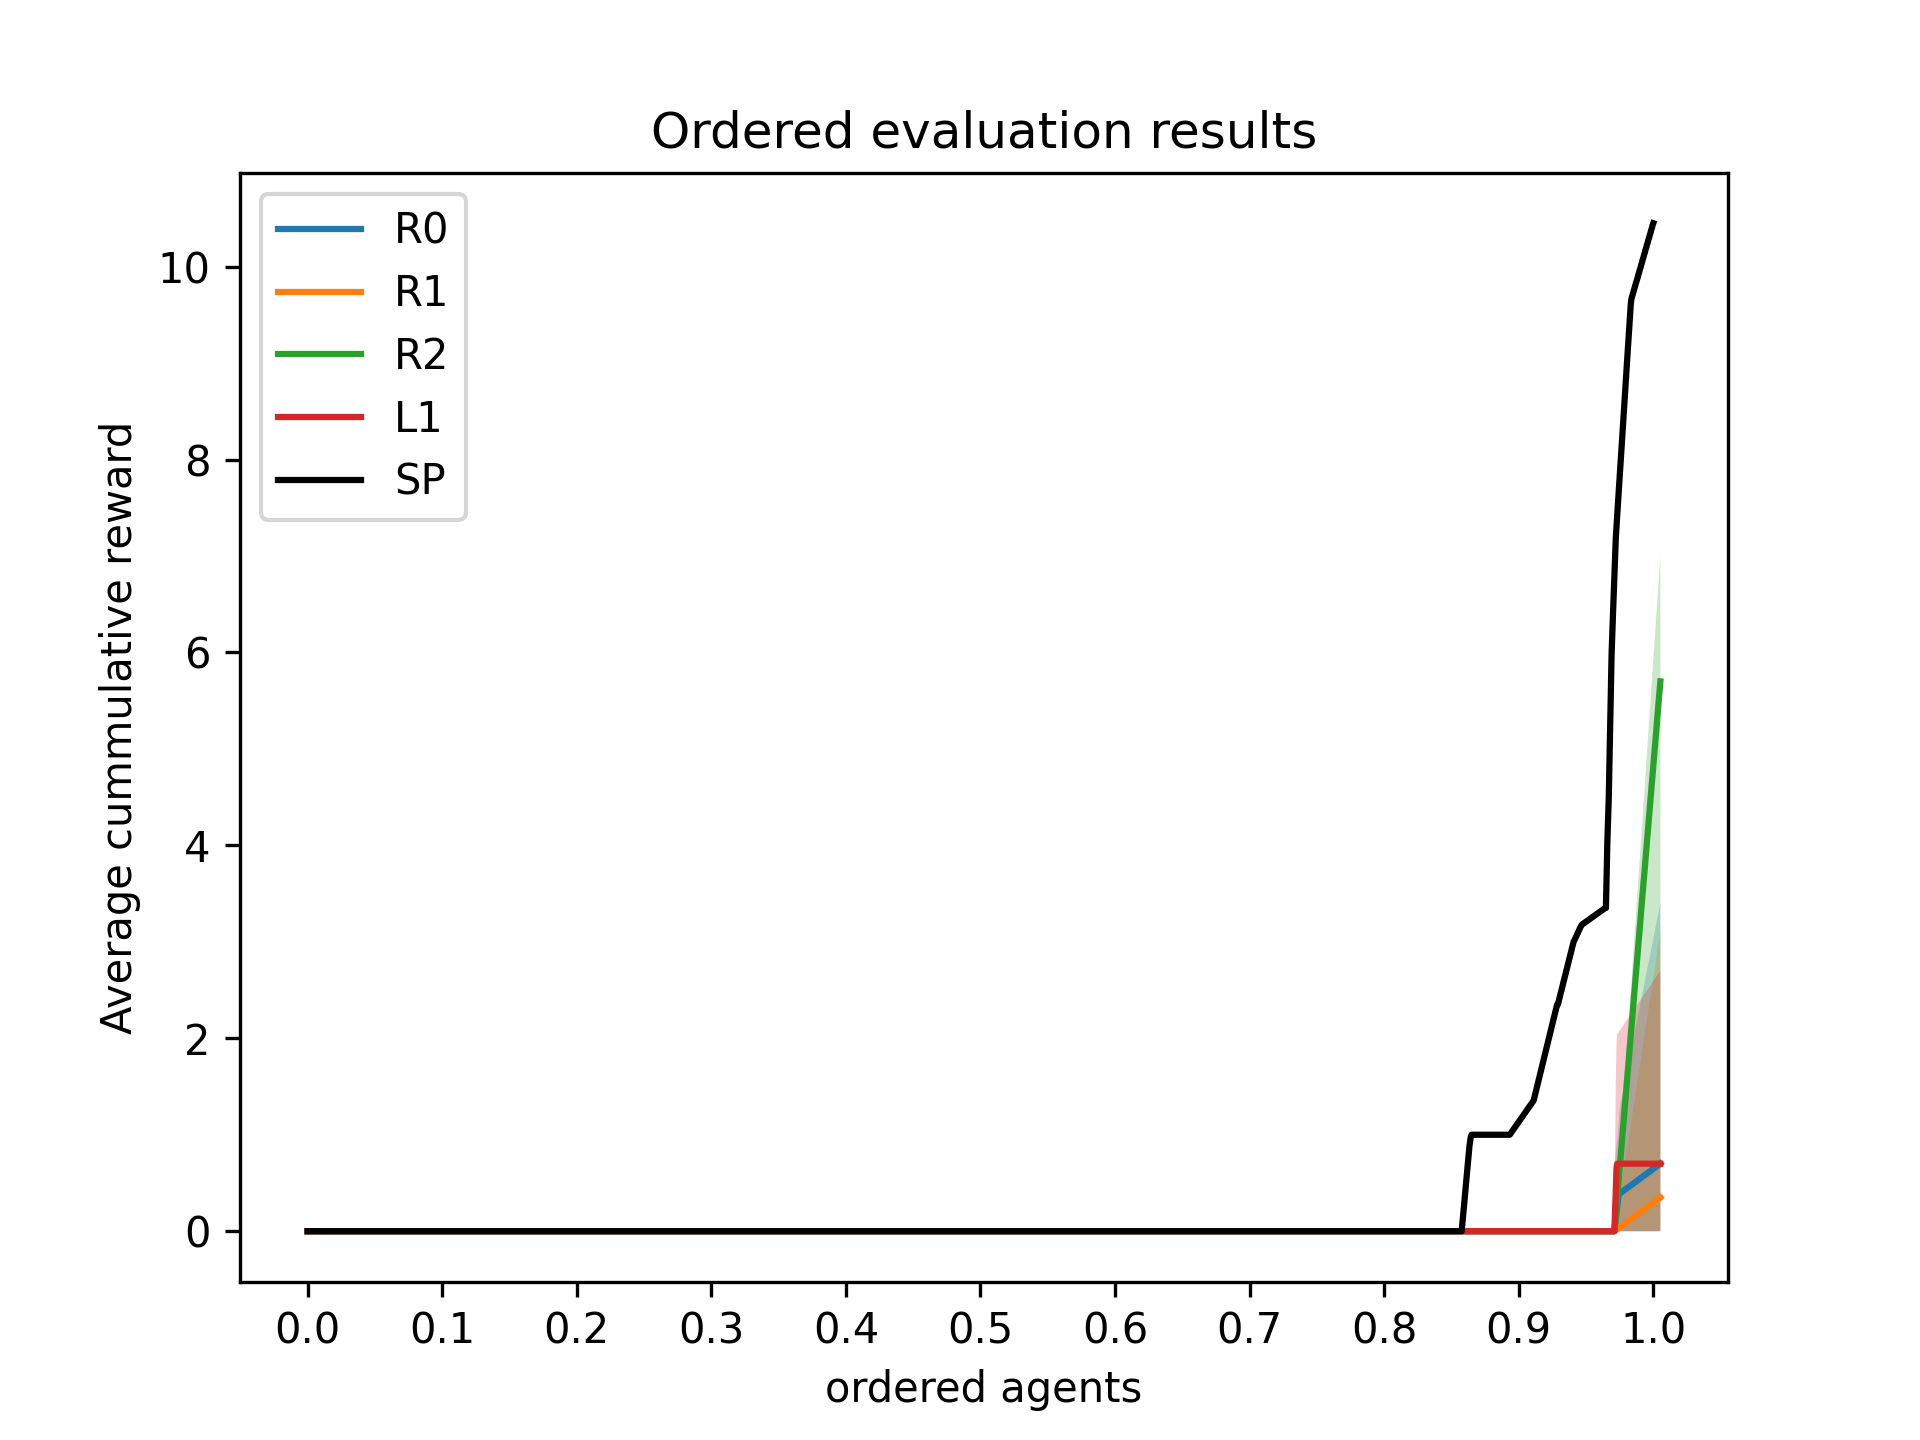 Ordered evaluation results
R0
R1
R2
L1
SP
10
8
6
4
2
0
Average cummulative reward
0.0 0.1 0.2 0.3 0.4 0.5 0.6 0.7 0.8 0.9 1.0
ordered agents